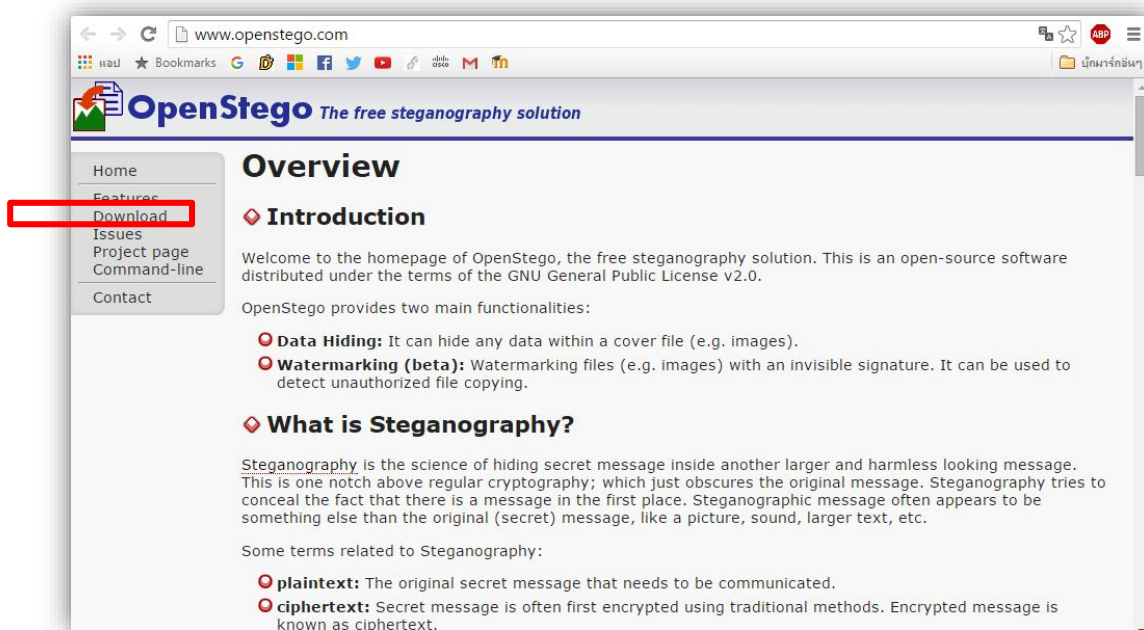 www.openstego.com
ABP
แอป Bookmarks
cisco
บุ๊กมาร์กอื่นๆ
OpenStego The free steganography solution
Home
Features
Download
Issues
Project page
Command-line
Contact
Overview
Introduction
Welcome to the homepage of OpenStego, the free steganography solution. This is an open-source software
distributed under the terms of the GNU General Public License v2.0.
OpenStego provides two main functionalities:
Data Hiding: It can hide any data within a cover file (e.g. images).
Watermarking (beta): Watermarking files (e.g. images) with an invisible signature. It can be used to
detect unauthorized file copying.
What is Steganography?
Steganography is the science of hiding secret message inside another larger and harmless looking message.
This is one notch above regular cryptography; which just obscures the original message. Steganography tries to
conceal the fact that there is a message in the first place. Steganographic message often appears to be
something else than the original (secret) message, like a picture, sound, larger text, etc.
Some terms related to Steganography:
plaintext: The original secret message that needs to be communicated.
ciphertext: Secret message is often first encrypted using traditional methods. Encrypted message is
known as ciphertext.